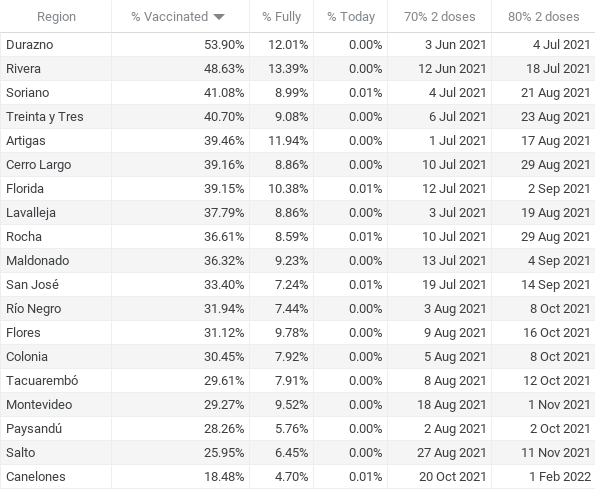 Region % Vaccinated % Fully % Today 70% 2 doses 80% 2 doses
Durazno 53.90% 12.01% 0.00% 3 Jun 2021 4 Jul 2021
Rivera 48.63% 13.39% 0.00% 12 Jun 2021 18 Jul 2021
Soriano 41.08% 8.99% 0.01% 4 Jul 2021 21 Aug 2021
Treinta y Tres 40.70% 9.08% 0.00% 6 Jul 2021 23 Aug 2021
Artigas 39.46% 11.94% 0.00% 1 Jul 2021 17 Aug 2021
Cerro Largo 39.16% 8.86% 0.00% 10 Jul 2021 29 Aug 2021
Florida 39.15% 10.38% 0.01% 12 Jul 2021 2 Sep 2021
Lavalleja 37.79% 8.86% 0.00% 3 Jul 2021 19 Aug 2021
Rocha 36.61% 8.59% 0.01% 10 Jul 2021 29 Aug 2021
Maldonado 36.32% 9.23% 0.00% 13 Jul 2021 4 Sep 2021
San José 33.40% 7.24% 0.01% 19 Jul 2021 14 Sep 2021
Río Negro 31.94% 7.44% 0.00% 3 Aug 2021 8 Oct 2021
Flores 31.12% 9.78% 0.00% 9 Aug 2021 16 Oct 2021
Colonia 30.45% 7.92% 0.00% 5 Aug 2021 8 Oct 2021
Tacuarembó 29.61% 7.91% 0.00% 8 Aug 2021 12 Oct 2021
Montevideo 29.27% 9.52% 0.00% 18 Aug 2021 1 Nov 2021
Paysandú 28.26% 5.76% 0.00% 2 Aug 2021 2 Oct 2021
Salto 25.95% 6.45% 0.00% 27 Aug 2021 11 Nov 2021
Canelones 18.48% 4.70% 0.01% 20 Oct 2021 1 Feb 2022